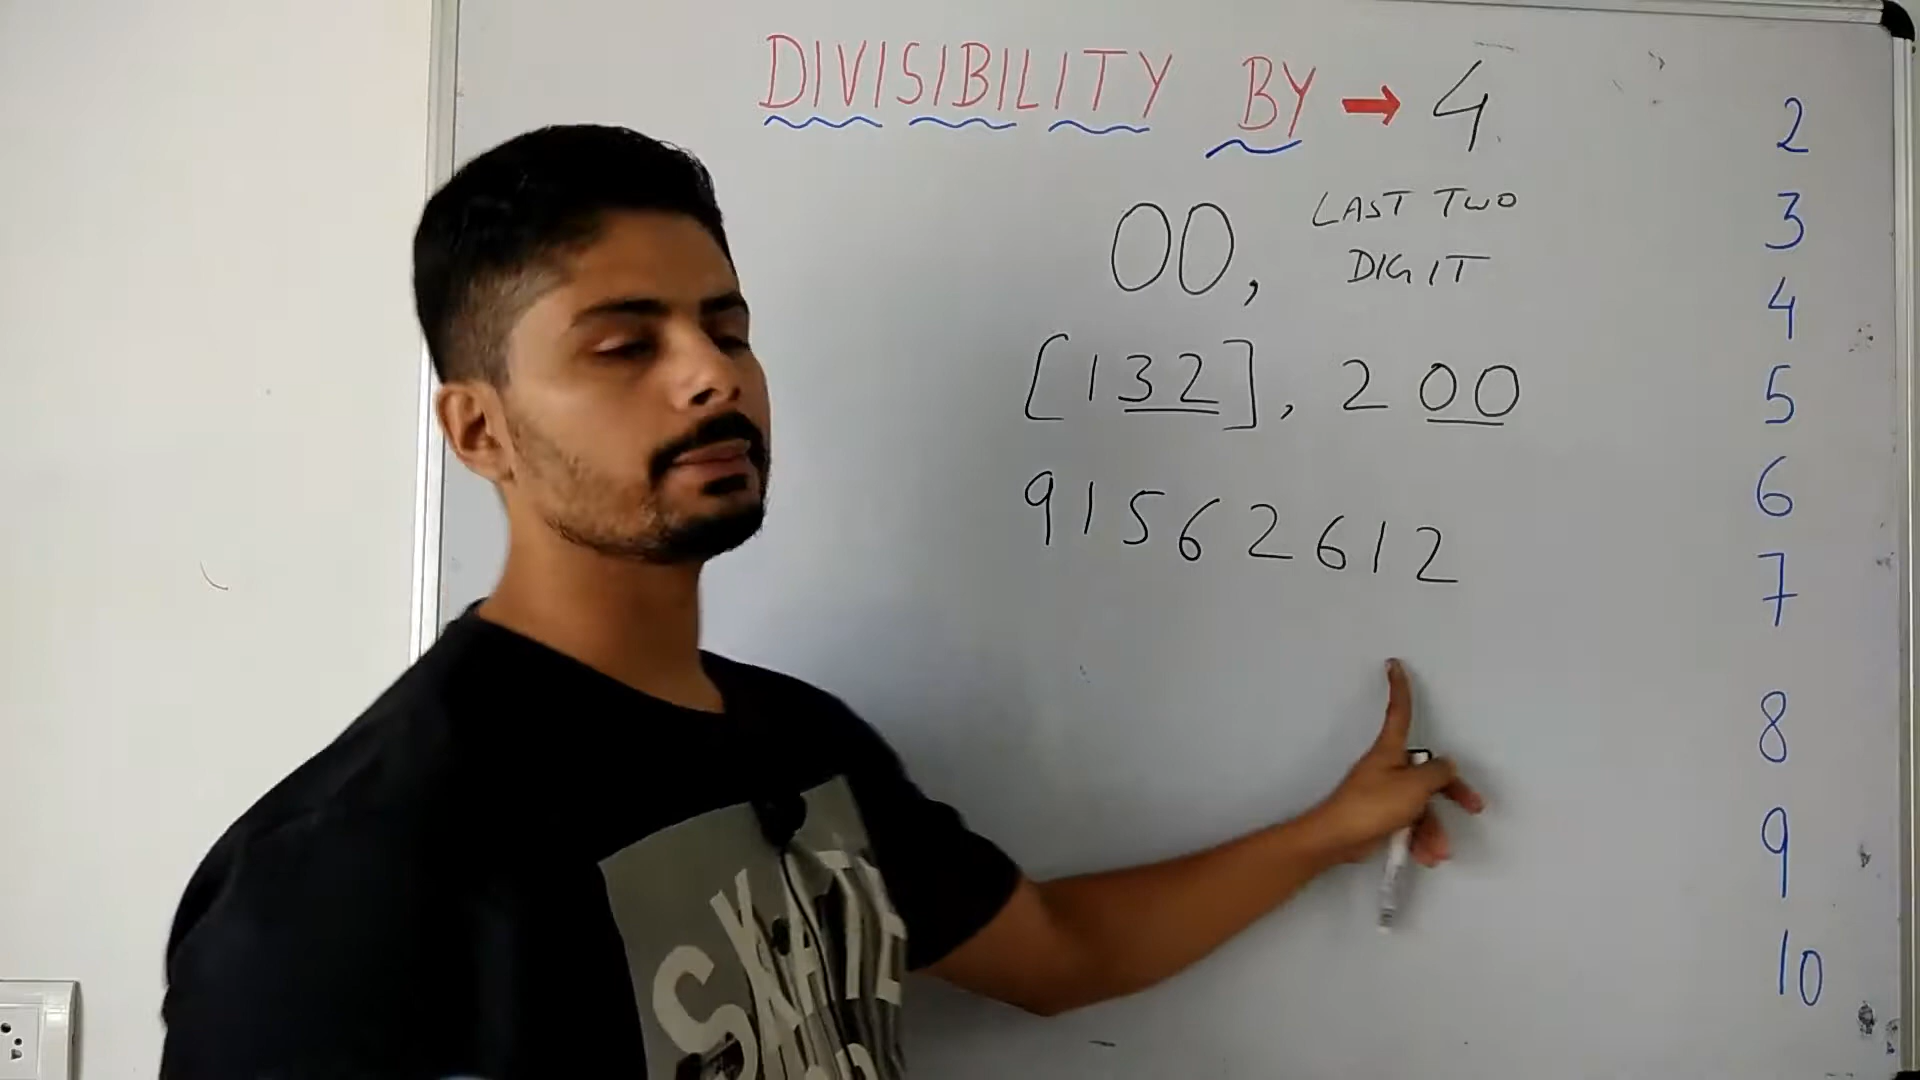 DIVISIBILITY BY → 4
00, LAST TWO
DIGIT
[132], 200
91562612
2
3
4
5
6
7
8
9
10
SKATE